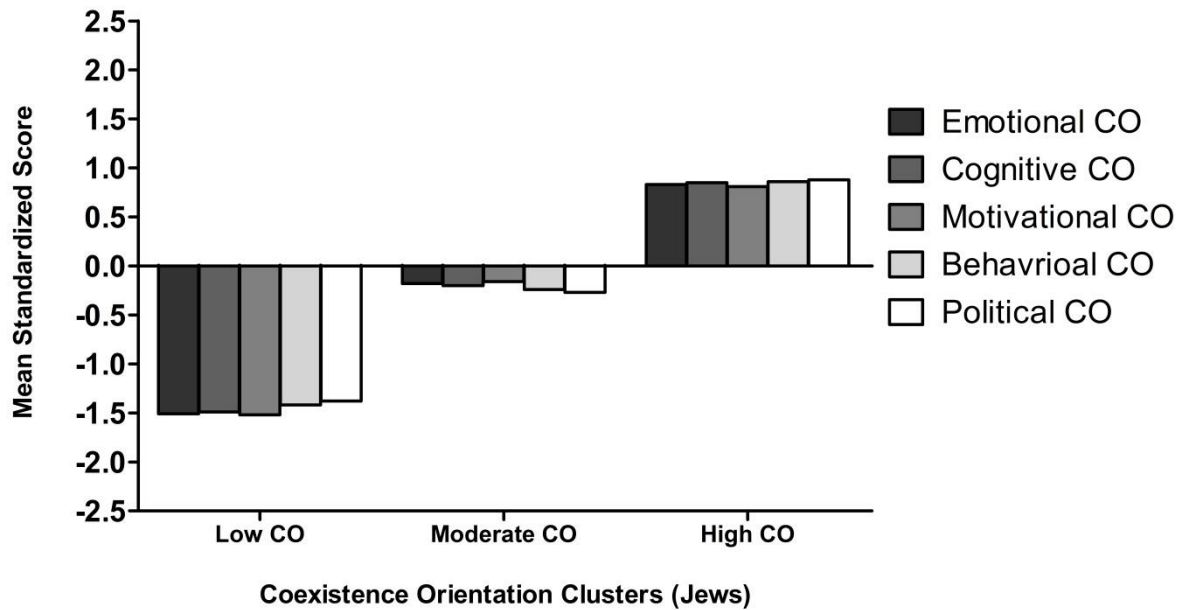 2.5
2.0
1.5
1.0
0.5
0.0
-0.5
-1.0
-1.5
-2.0
-2.5
Mean Standardized Score
Low CO Moderate CO High CO
Coexistence Orientation Clusters (Jews)
Emotional CO
Cognitive CO
Motivational CO
Behavrioal CO
Political CO